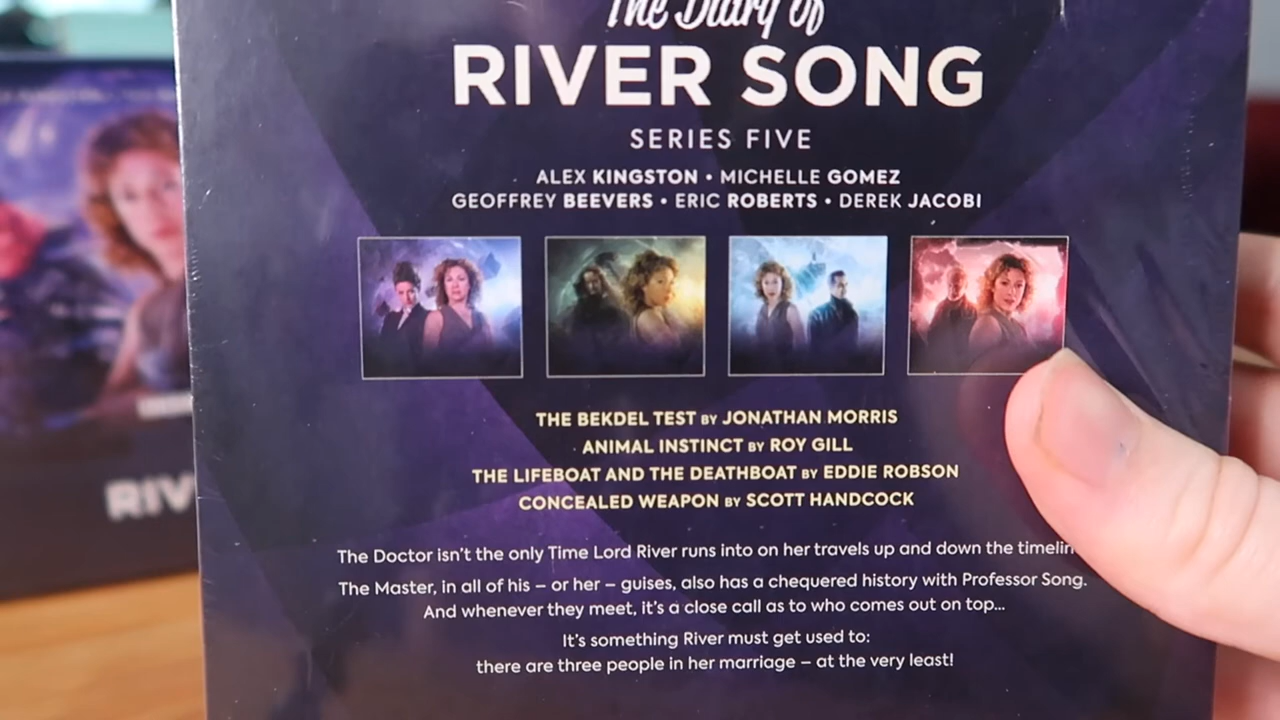 The Diary of
RIVER SONG
SERIES FIVE
ALEX KINGSTON • MICHELLE GOMEZ
GEOFFREY BEEVERS • ERIC ROBERTS • DEREK JACOBI
THE BEKDEL TEST BY JONATHAN MORRIS
ANIMAL INSTINCT BY ROY GILL
THE LIFEBOAT AND THE DEATHBOAT BY EDDIE ROBSON
CONCEALED WEAPON BY SCOTT HANDCOCK
The Doctor isn't the only Time Lord River runs into on her travels up and down the timelin
The Master, in all of his – or her – guises, also has a chequered history with Professor Song.
And whenever they meet, it's a close call as to who comes out on top...
It's something River must get used to:
there are three people in her marriage – at the very least!
RIV